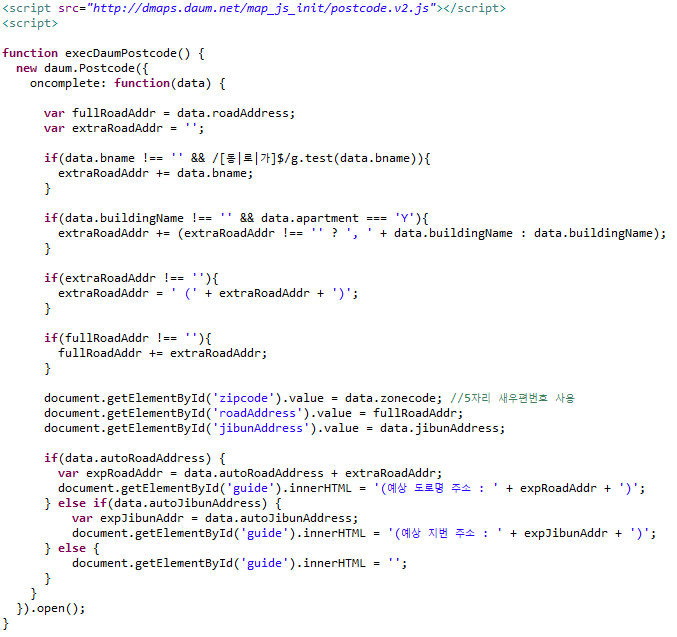 <script src="http://dmaps.daum.net/map_js_init/postcode.v2.js"></script>
<script>
function execDaumPostcode() {
new daum.Postcode({
oncomplete: function(data) {
var fullRoadAddr = data.roadAddress;
var extraRoadAddr = '';
if(data.bname !== '' && /[동|로|가]$/g.test(data.bname)){
extraRoadAddr += data.bname;
}
if(data.buildingName !== '' && data.apartment === 'Y'){
extraRoadAddr += (extraRoadAddr !== '' ? ', ' + data.buildingName : data.buildingName);
}
if(extraRoadAddr !== ''){
extraRoadAddr = ' (' + extraRoadAddr + ')';
}
if(fullRoadAddr !== ''){
fullRoadAddr += extraRoadAddr;
}
document.getElementById('zipcode').value = data.zonecode; //5자리 새우편번호 사용
document.getElementById('roadAddress').value = fullRoadAddr;
document.getElementById('jibunAddress').value = data.jibunAddress;
if(data.autoRoadAddress) {
var expRoadAddr = data.autoRoadAddress + extraRoadAddr;
document.getElementById('guide').innerHTML = '(예상 도로명 주소 : ' + expRoadAddr + ')';
} else if(data.autoJibunAddress) {
var expJibunAddr = data.autoJibunAddress;
document.getElementById('guide').innerHTML = '(예상 지번 주소 : ' + expJibunAddr + ')';
} else {
document.getElementById('guide').innerHTML = '';
}
}
}).open();
}